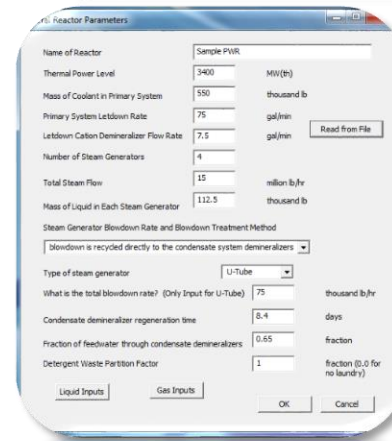 Reactor Parameters
Name of Reactor Sample PWR
Thermal Power Level 3400 MW(th)
Mass of Coolant in Primary System 550 thousand lb
Primary System Letdown Rate 75 gal/min
Read from File
Letdown Cation Demineralizer Flow Rate 7.5 gal/min
Number of Steam Generators 4
Total Steam Flow 15 million lb/hr
Mass of Liquid in Each Steam Generator 112.5 thousand lb
Steam Generator Blowdown Rate and Blowdown Treatment Method
blowdown is recycled directly to the condensate system demineralizers
Type of steam generator U-Tube
What is the total blowdown rate? (Only Input for U-Tube) 75 thousand lb/hr
Condensate demineralizer regeneration time 8.4 days
Fraction of feedwater through condensate demineralizers 0.65 fraction
Detergent Waste Partition Factor 1 fraction (0.0 for
no laundry)
Liquid Inputs Gas Inputs
OK Cancel